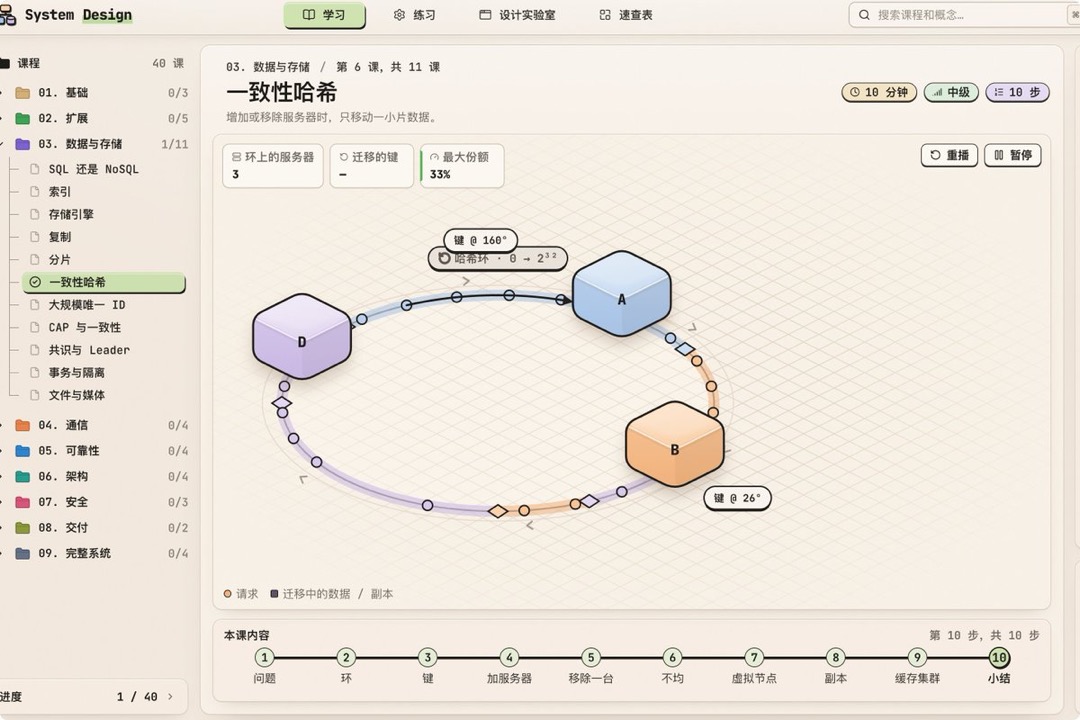 System Design
学习
练习
设计实验室
速查表
搜索课程和概念…
⌘
课程
40 课
01. 基础
0/3
02. 扩展
0/5
03. 数据与存储
1/11
SQL 还是 NoSQL
索引
存储引擎
复制
分片
一致性哈希
大规模唯一 ID
CAP 与一致性
共识与 Leader
事务与隔离
文件与媒体
04. 通信
0/4
05. 可靠性
0/4
06. 架构
0/4
07. 安全
0/3
08. 交付
0/2
09. 完整系统
0/4
进度
1 / 40
03. 数据与存储 / 第 6 课, 共 11 课
一致性哈希
增加或移除服务器时，只移动一小片数据。
10 分钟
中级
10 步
环上的服务器
3
迁移的键
–
最大份额
33%
重播
暂停
键 @ 160°
哈希环 · 0 → 2³²
A
D
B
键 @ 26°
请求
迁移中的数据 / 副本
本课内容
第 10 步, 共 10 步
1 2 3 4 5 6 7 8 9 10
问题 环 键 加服务器 移除一台 不均 虚拟节点 副本 缓存集群 小结